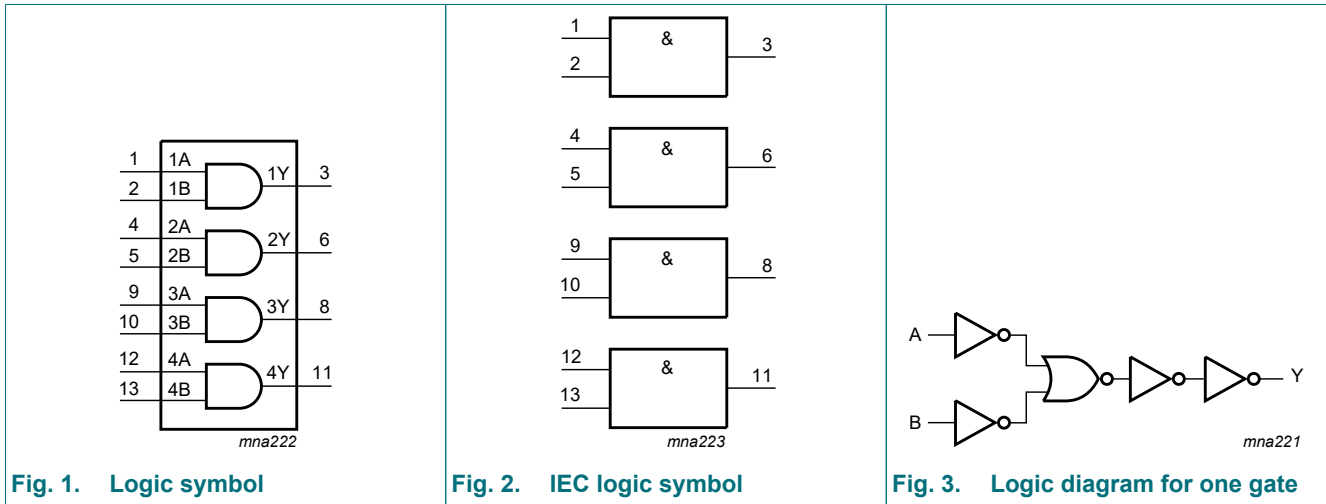 1 1A 1Y 3
2 1B
4 2A 2Y 6
5 2B
9 3A 3Y 8
10 3B
12 4A 4Y 11
13 4B
mna222
Fig. 1. Logic symbol
1 & 3
2
4 & 6
5
9 & 8
10
12 & 11
13
mna223
Fig. 2. IEC logic symbol
A
Y
B
mna221
Fig. 3. Logic diagram for one gate